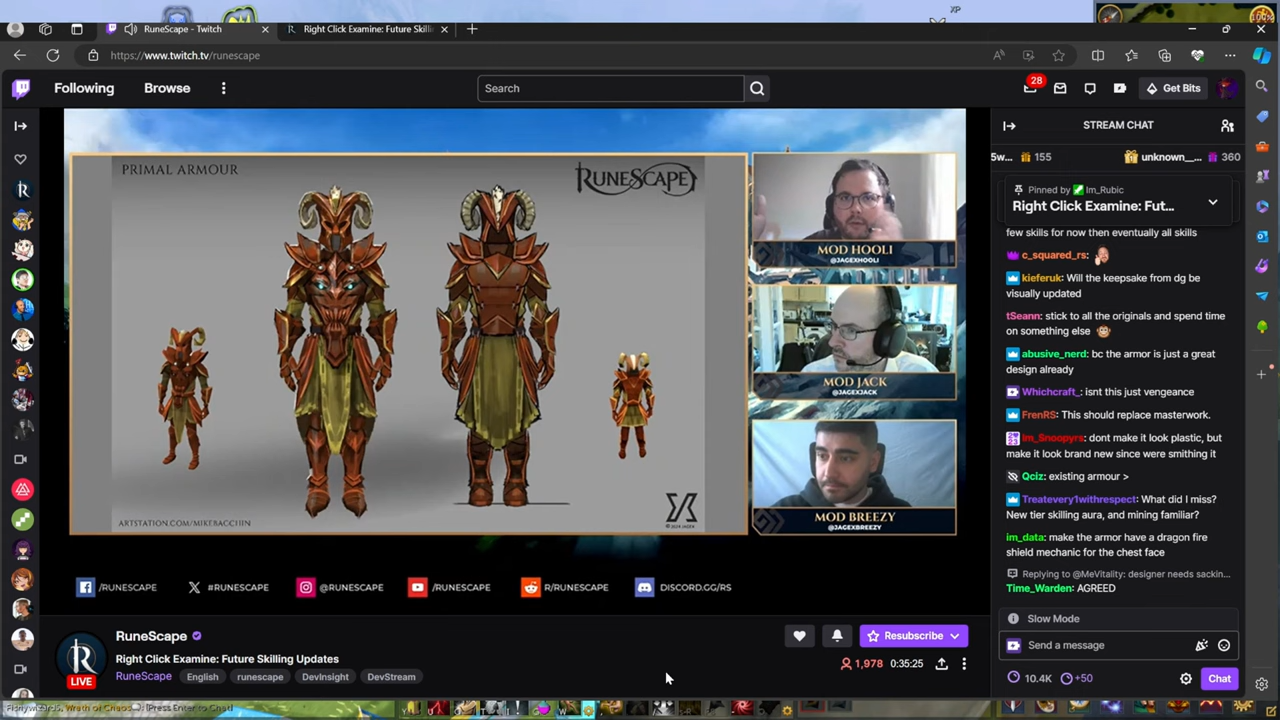 XP
RuneScape - Twitch
Right Click Examine: Future Skilli
100%
https://www.twitch.tv/runescape
Following
Browse
Search
28
Get Bits
PRIMAL ARMOUR
RUNESCAPE
MOD HOOLI
@JAGEXHOOLI
MOD JACK
@JAGEXJACK
MOD BREEZY
@JAGEXBREEZY
ARTSTATION.COM/MIKEBACCHIN
/RUNESCAPE
#RUNESCAPE
@RUNESCAPE
/RUNESCAPE
R/RUNESCAPE
DISCORD.GG/RS
RuneScape
Right Click Examine: Future Skilling Updates
RuneScape
English
runescape
DevInsight
DevStream
LIVE
Resubscribe
1,978
0:35:25
STREAM CHAT
5w...
155
unknown__...
360
Pinned by Im_Rubic
Right Click Examine: Fut...
few skills for now then eventually all skills
c_squared_rs:
kieferuk: Will the keepsake from dg be
visually updated
tSeann: stick to all the originals and spend time
on something else
abusive_nerd: bc the armor is just a great
design already
Whichcraft_: isnt this just vengeance
FrenRS: This should replace masterwork.
Im_Snoopyrs: dont make it look plastic, but
make it look brand new since were smithing it
Qciz: existing armour >
Treatevery1withrespect: What did I miss?
New tier skilling aura, and mining familiar?
im_data: make the armor have a dragon fire
shield mechanic for the chest face
Replying to @MeVitality: designer needs sackin...
Time_Warden: AGREED
Slow Mode
Send a message
10.4K
+50
Chat
[Press Enter to Chat]